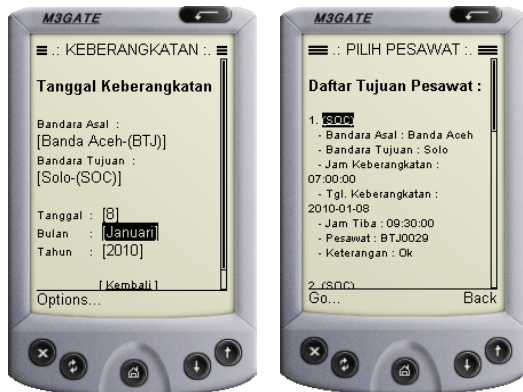 M3GATE
.: KEBERANGKATAN :.
Tanggal Keberangkatan
Bandara Asal :
[Banda Aceh-(BTJ)]
Bandara Tujuan :
[Solo-(SOC)]
Tanggal : [8]
Bulan : [Januari]
Tahun : [2010]
[Kembali]
Options...
M3GATE
.: PILIH PESAWAT :.
Daftar Tujuan Pesawat :
1. (SOC)
- Bandara Asal : Banda Aceh
- Bandara Tujuan : Solo
- Jam Keberangkatan :
07:00:00
- Tgl. Keberangkatan :
2010-01-08
- Jam Tiba : 09:30:00
- Pesawat : BTJ0029
- Keterangan : Ok
2. (SOC)
Go...
Back